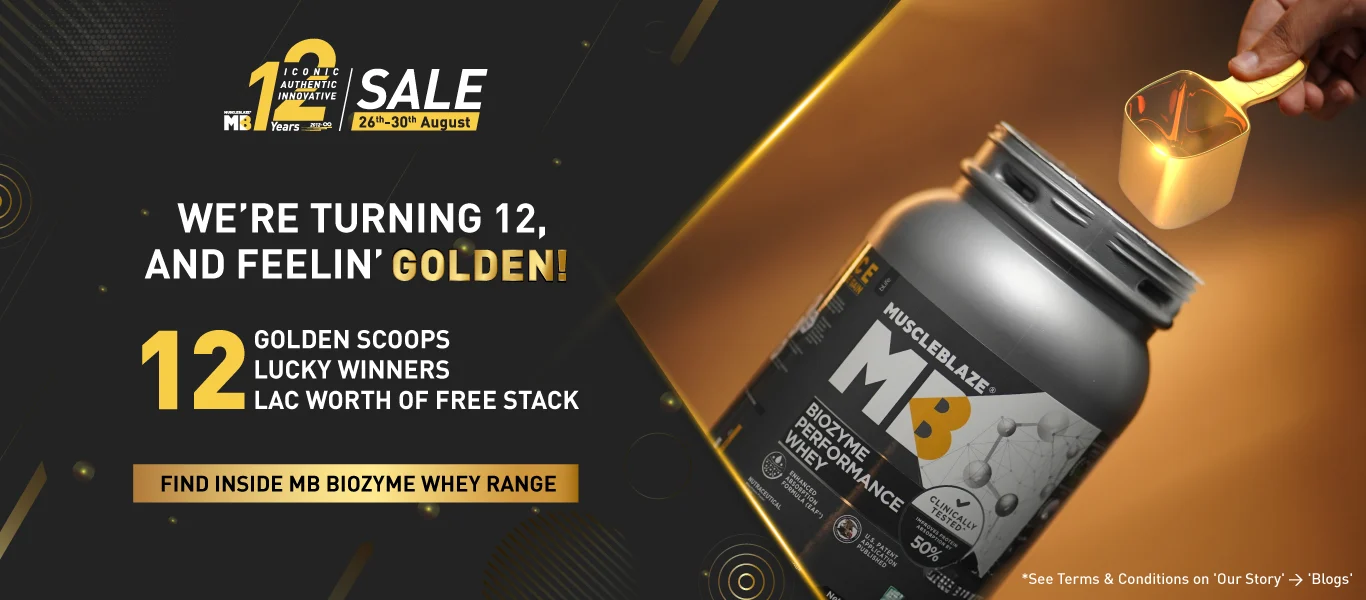 12
ICONIC
AUTHENTIC
INNOVATIVE
MUSCLEBLAZE®
MB
Years
2012-∞
SALE
26th-30th August
WE'RE TURNING 12,
AND FEELIN' GOLDEN!
12
GOLDEN SCOOPS
LUCKY WINNERS
LAC WORTH OF FREE STACK
FIND INSIDE MB BIOZYME WHEY RANGE
MUSCLEBLAZE®
MB
BIOZYME
PERFORMANCE
WHEY
ENHANCED
ABSORPTION
FORMULA (EAF®)
NUTRACEUTICAL
U.S. PATENT
APPLICATION
PUBLISHED
CLINICALLY
TESTED*
IMPROVES PROTEIN
ABSORPTION BY
50%
*See Terms & Conditions on 'Our Story' → 'Blogs'